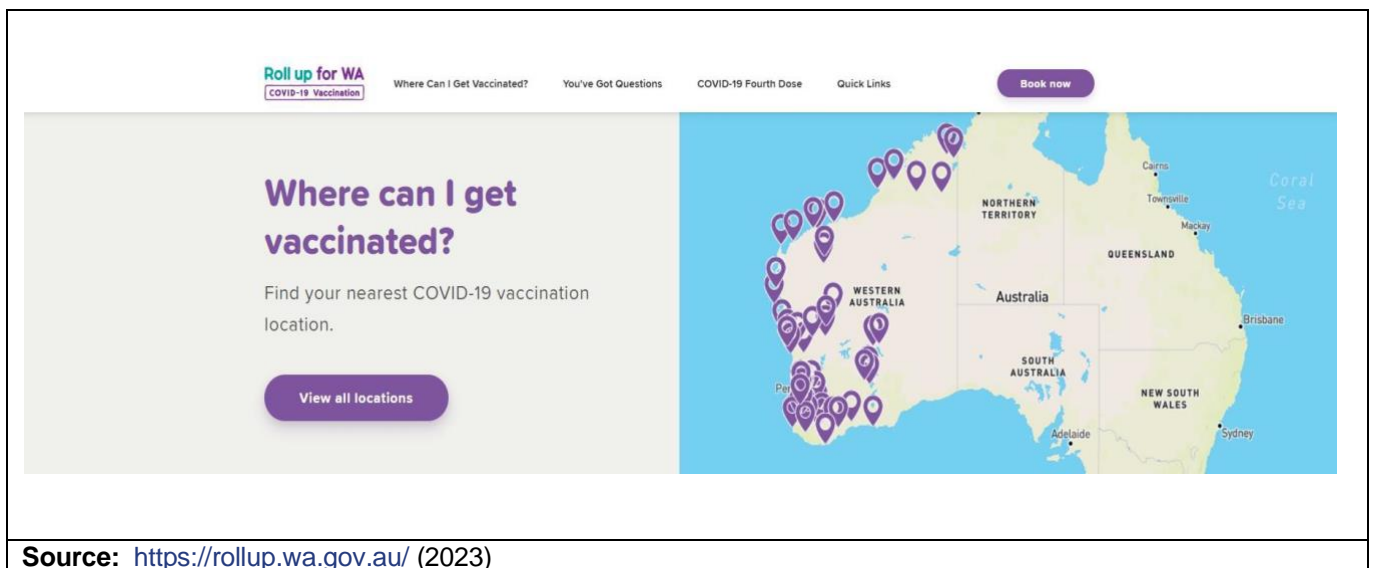 Roll up for WA
COVID-19 Vaccination
Where Can I Get Vaccinated?
You've Got Questions
COVID-19 Fourth Dose
Quick Links
Book now
Where can I get
vaccinated?
Find your nearest COVID-19 vaccination
location.
View all locations
Cairns
Coral
Sea
Townsville
NORTHERN
TERRITORY
Mackay
QUEENSLAND
WESTERN
AUSTRALIA
Australia
Brisbane
SOUTH
AUSTRALIA
Per
NEW SOUTH
WALES
Adelaide
Sydney
Source: https://rollup.wa.gov.au/ (2023)